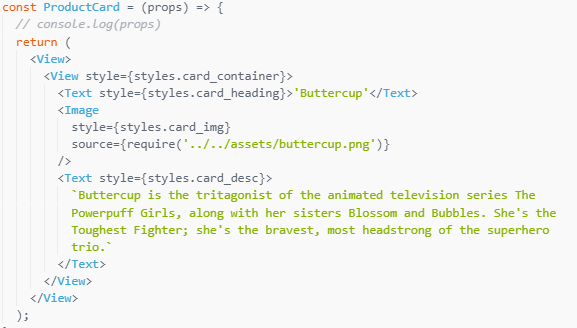 const ProductCard = (props) => {
  // console.log(props)
  return (
    <View>
      <View style={styles.card_container}>
        <Text style={styles.card_heading}>'Buttercup'</Text>
        <Image
          style={styles.card_img}
          source={require('../../assets/buttercup.png')}
        />
        <Text style={styles.card_desc}>
          `Buttercup is the tritagonist of the animated television series The
          Powerpuff Girls, along with her sisters Blossom and Bubbles. She's the
          Toughest Fighter; she's the bravest, most headstrong of the superhero
          trio.`
        </Text>
      </View>
    </View>
  );